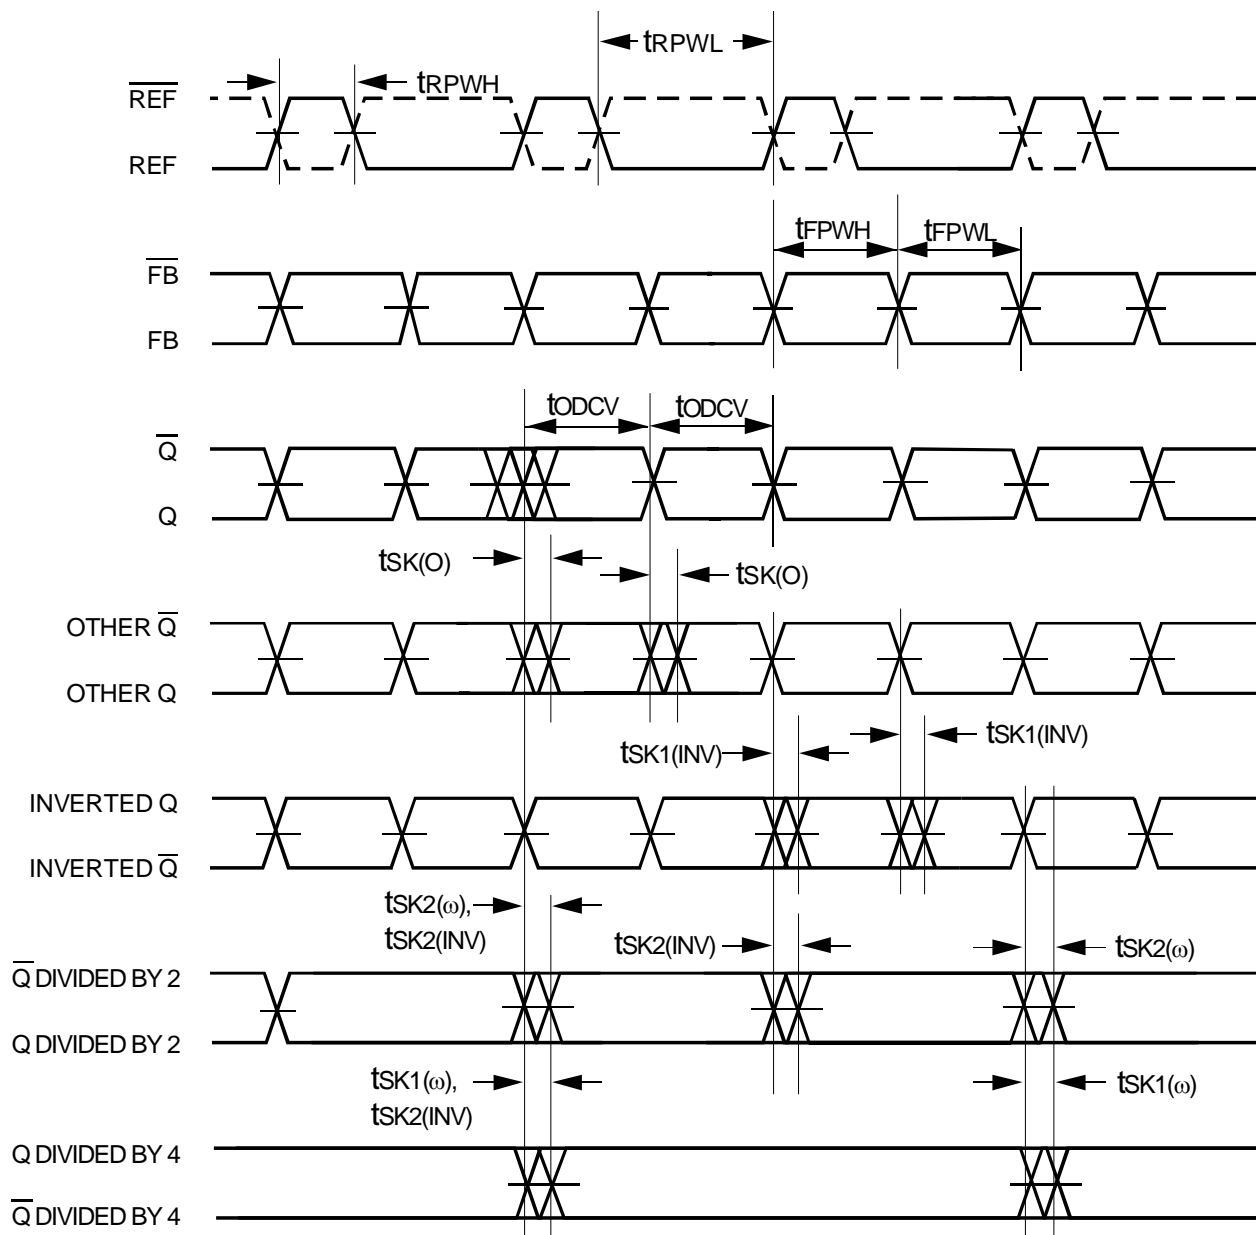 tRPWL
tRPWH
R̅E̅F̅
REF
tFPWH
tFPWL
F̅B̅
FB
tODCV
tODCV
Q̅
Q
tSK(O)
tSK(O)
OTHER Q̅
OTHER Q
tSK1(INV)
tSK1(INV)
INVERTED Q
INVERTED Q̅
tSK2(ω),
tSK2(INV)
tSK2(INV)
tSK2(ω)
Q̅ DIVIDED BY 2
Q DIVIDED BY 2
tSK1(ω),
tSK2(INV)
tSK1(ω)
Q DIVIDED BY 4
Q̅ DIVIDED BY 4